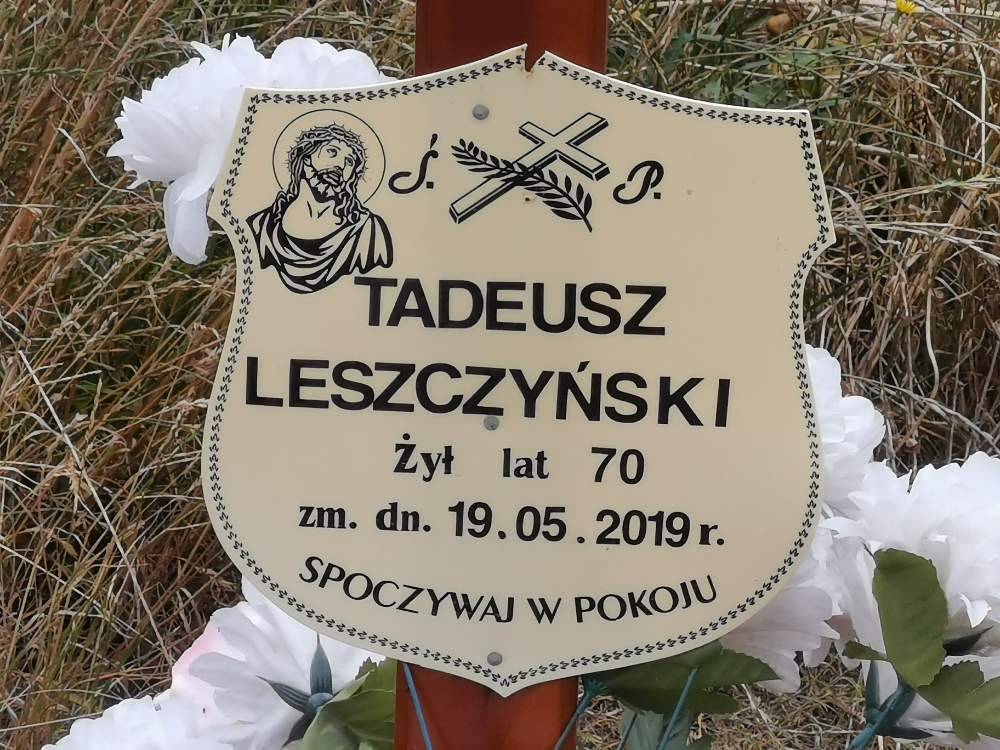 Ś. P.
TADEUSZ
LESZCZYŃSKI
Żył lat 70
zm. dn. 19.05.2019 r.
SPOCZYWAJ W POKOJU